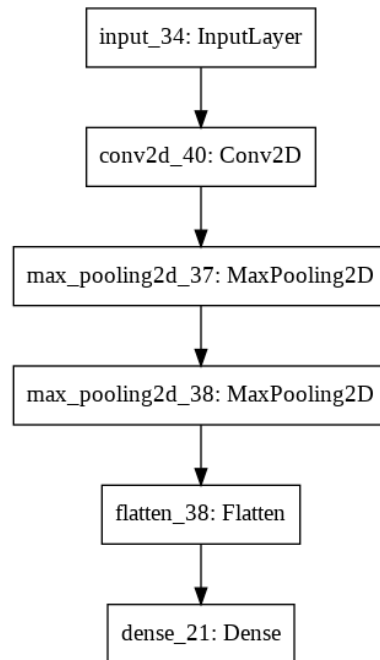 input_34: InputLayer
conv2d_40: Conv2D
max_pooling2d_37: MaxPooling2D
max_pooling2d_38: MaxPooling2D
flatten_38: Flatten
dense_21: Dense